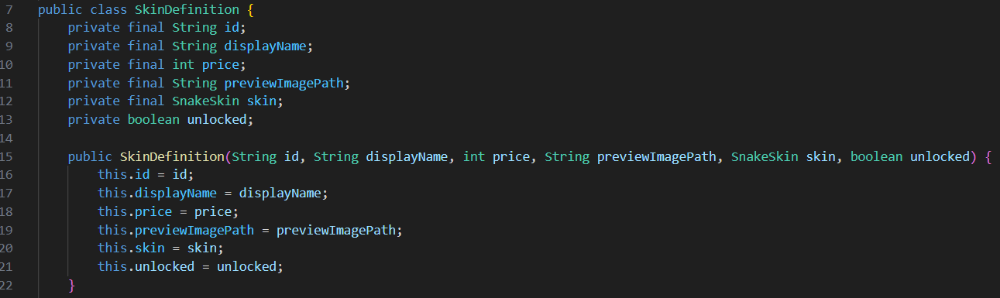 7 public class SkinDefinition {
8 private final String id;
9 private final String displayName;
10 private final int price;
11 private final String previewImagePath;
12 private final SnakeSkin skin;
13 private boolean unlocked;
14
15 public SkinDefinition(String id, String displayName, int price, String previewImagePath, SnakeSkin skin, boolean unlocked) {
16 this.id = id;
17 this.displayName = displayName;
18 this.price = price;
19 this.previewImagePath = previewImagePath;
20 this.skin = skin;
21 this.unlocked = unlocked;
22 }